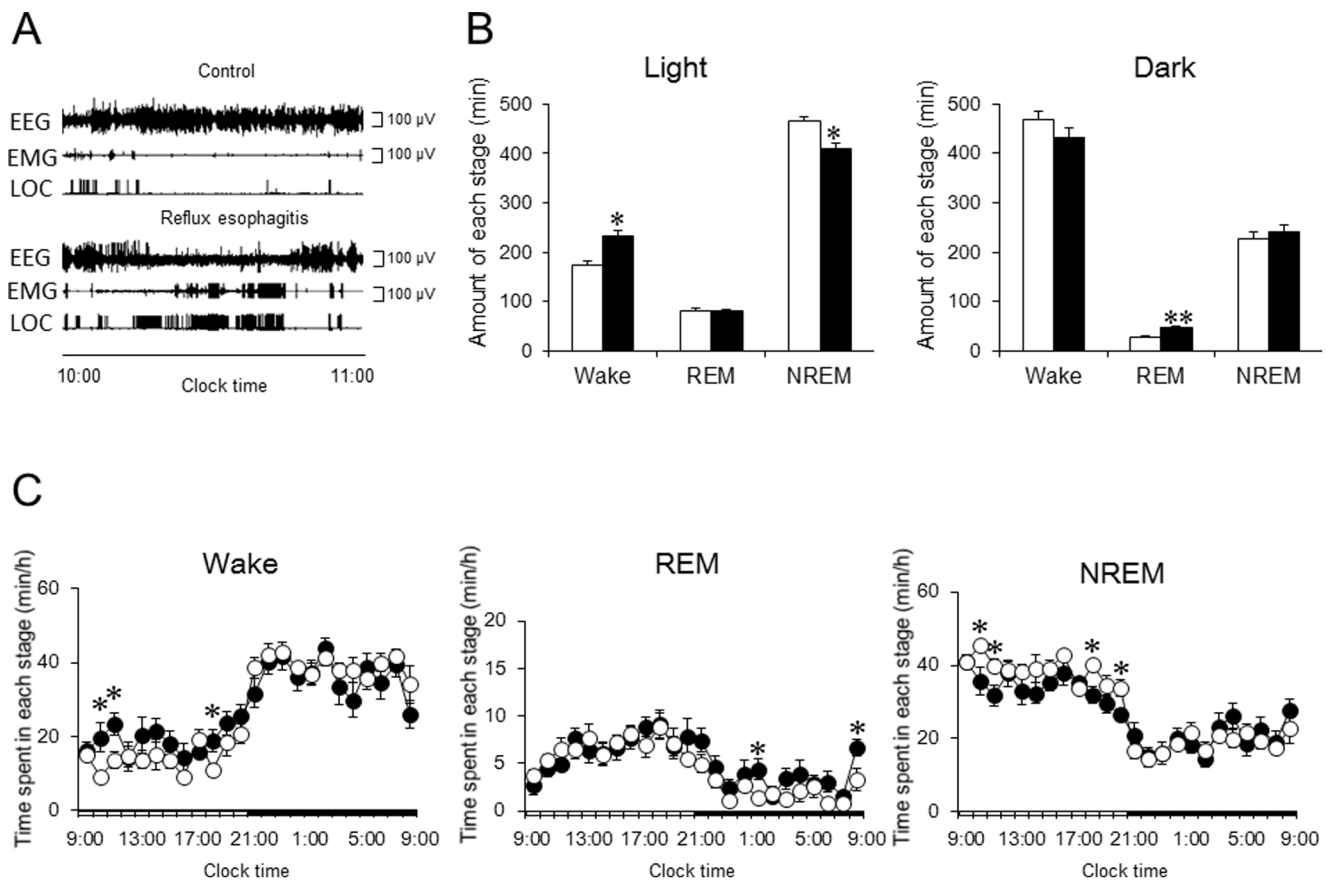 A
Control
EEG
100 µV
EMG
100 µV
LOC
Reflux esophagitis
EEG
100 µV
EMG
100 µV
LOC
10:00 11:00
Clock time
B
Light
Amount of each stage (min)
500
400
300
200
100
0
*
*
Wake REM NREM
Dark
Amount of each stage (min)
500
400
300
200
100
0
**
Wake REM NREM
C
Wake
Time spent in each stage (min/h)
60
40
20
0
* * *
9:00 13:00 17:00 21:00 1:00 5:00 9:00
Clock time
REM
Time spent in each stage (min/h)
20
15
10
5
0
* *
9:00 13:00 17:00 21:00 1:00 5:00 9:00
Clock time
NREM
Time spent in each stage (min/h)
60
40
20
0
* * * *
9:00 13:00 17:00 21:00 1:00 5:00 9:00
Clock time